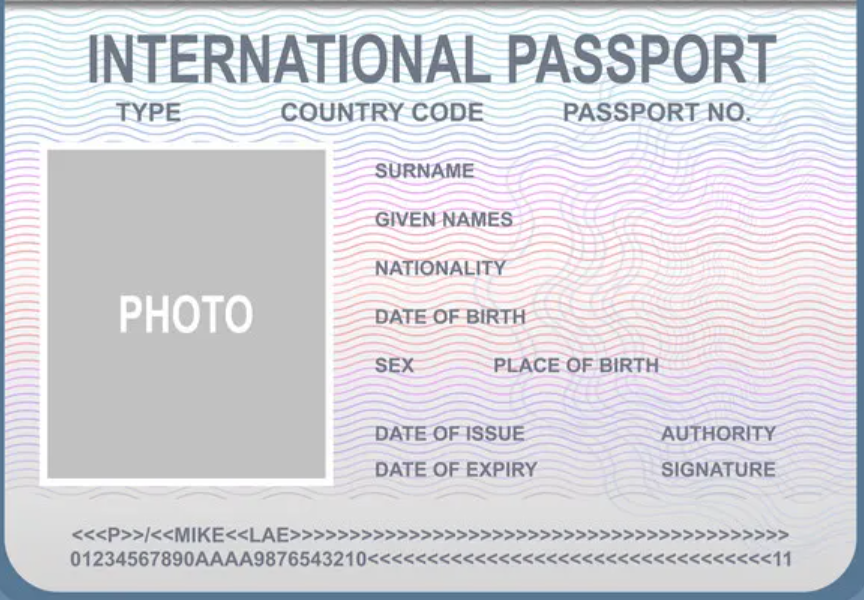 INTERNATIONAL PASSPORT
TYPE COUNTRY CODE PASSPORT NO.
PHOTO
SURNAME
GIVEN NAMES
NATIONALITY
DATE OF BIRTH
SEX PLACE OF BIRTH
DATE OF ISSUE AUTHORITY
DATE OF EXPIRY SIGNATURE
<<<P>>/<<MIKE<<LAE>>>>>>>>>>>>>>>>>>>>>>>>>>>>>>>>>>>>>>>>>
01234567890AAAA9876543210<<<<<<<<<<<<<<<<<<<<<<<<<<<<<<<<<<11